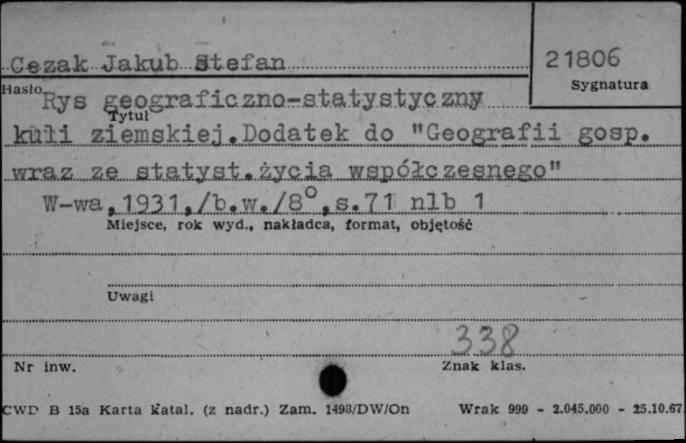 Cezak Jakub Stefan
21806
Hasło
Sygnatura
Rys geograficzno-statystyczny
Tytuł
kuli ziemskiej.Dodatek do "Geografii gosp.
wraz ze statyst.życia współczesnego"
W-wa,1931,/b.w./8°,s.71 nlb 1
Miejsce, rok wyd., nakładca, format, objętość
Uwagi
338
Nr inw.
Znak klas.
CWD B 15a Karta katal. (z nadr.) Zam. 1498/DW/On
Wrak 999 - 2.045.000 - 25.10.67